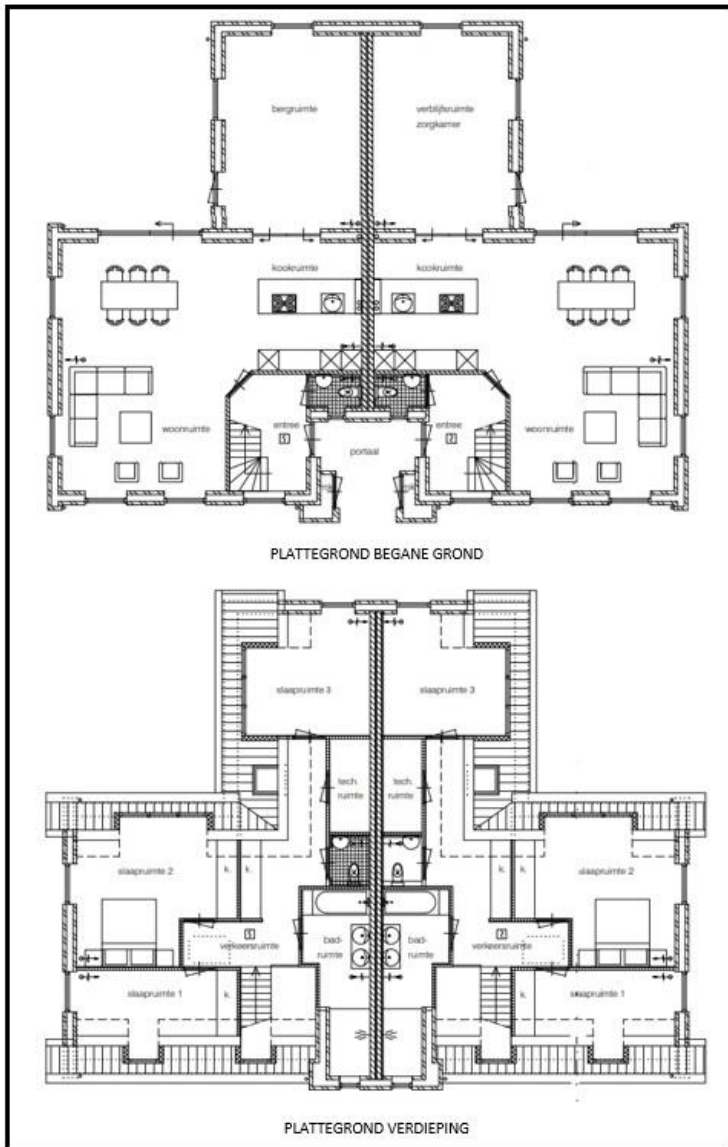 bergruimte
verblijfsruimte
zorgkamer
kookruimte
kookruimte
woonruimte
entree
5
portaal
entree
2
woonruimte
PLATTEGROND BEGANE GROND
slaapruimte 3
slaapruimte 3
tech.
ruimte
tech.
ruimte
slaapruimte 2
k.
k.
k.
k.
slaapruimte 2
5
verkeersruimte
bad-
ruimte
bad-
ruimte
2
verkeersruimte
slaapruimte 1
k.
k.
slaapruimte 1
PLATTEGROND VERDIEPING